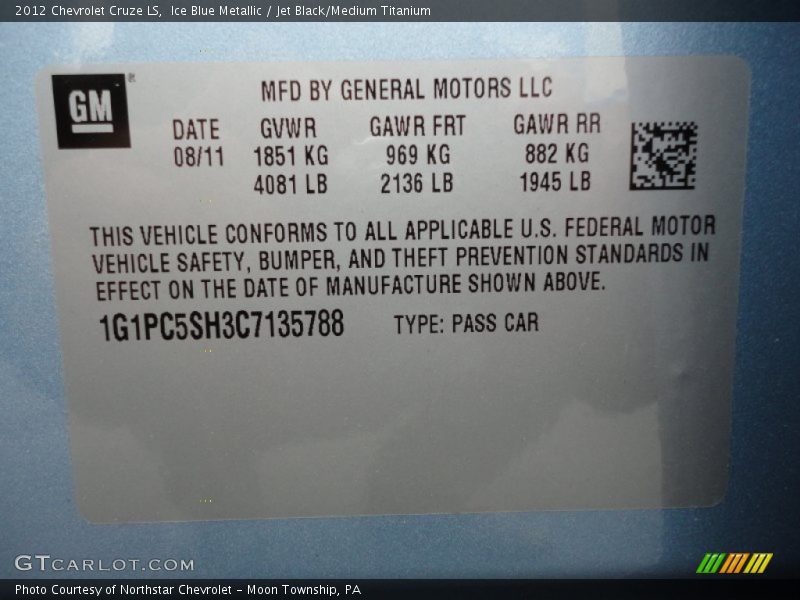 2012 Chevrolet Cruze LS,  Ice Blue Metallic / Jet Black/Medium Titanium
GM ®
MFD BY GENERAL MOTORS LLC
DATE GVWR GAWR FRT GAWR RR
08/11 1851 KG 969 KG 882 KG
4081 LB 2136 LB 1945 LB
THIS VEHICLE CONFORMS TO ALL APPLICABLE U.S. FEDERAL MOTOR
VEHICLE SAFETY, BUMPER, AND THEFT PREVENTION STANDARDS IN
EFFECT ON THE DATE OF MANUFACTURE SHOWN ABOVE.
1G1PC5SH3C7135788 TYPE: PASS CAR
GTCARLOT.COM
Photo Courtesy of Northstar Chevrolet - Moon Township, PA